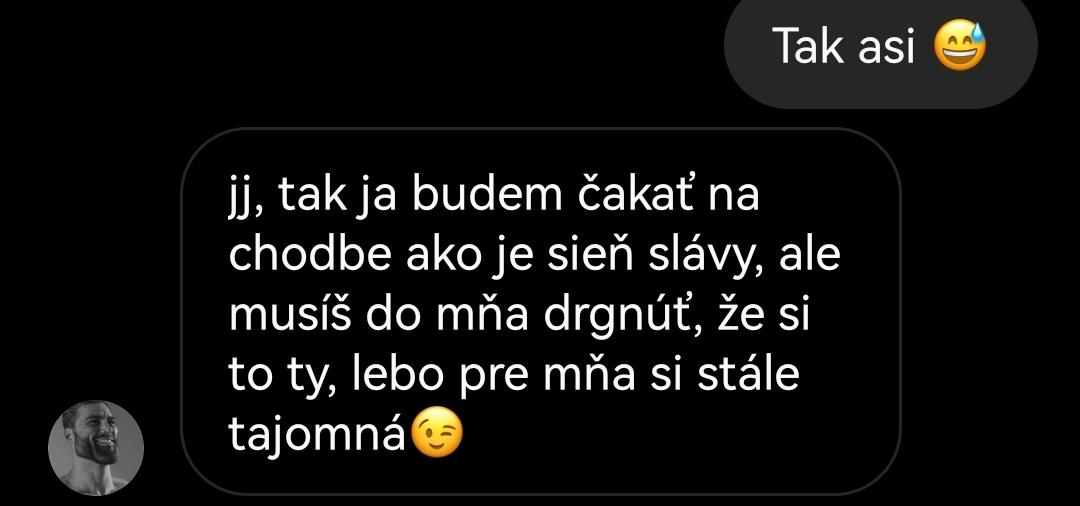 Tak asi 😅
jj, tak ja budem čakať na
chodbe ako je sieň slávy, ale
musíš do mňa drgnúť, že si
to ty, lebo pre mňa si stále
tajomná😉